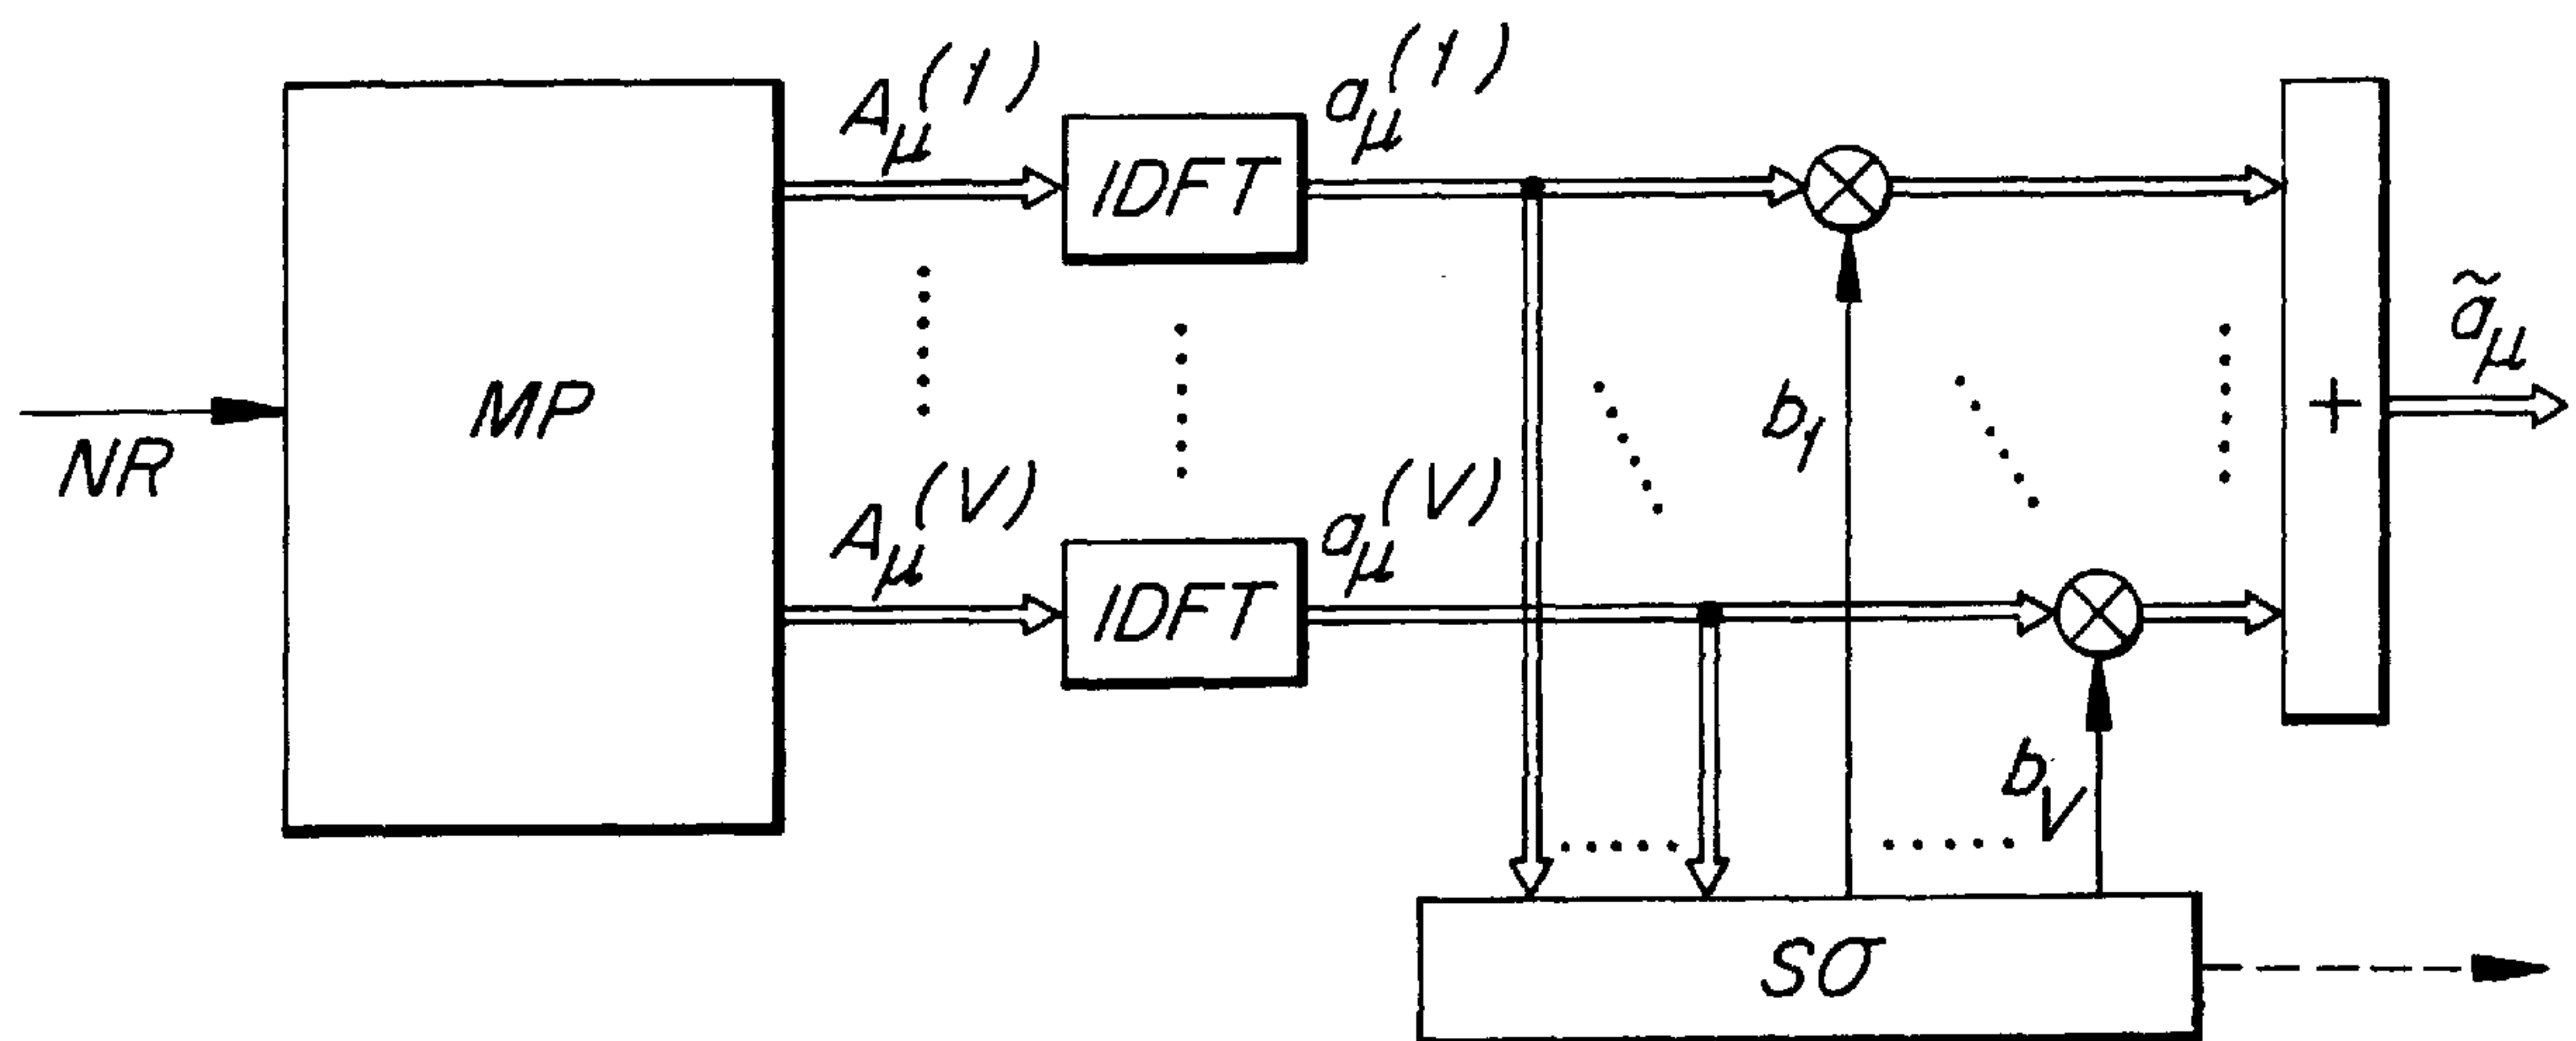 A_μ^(1)
a_μ^(1)
IDFT
MP
NR
b_1
ã_μ
+
A_μ^(V)
a_μ^(V)
IDFT
b_V
SO